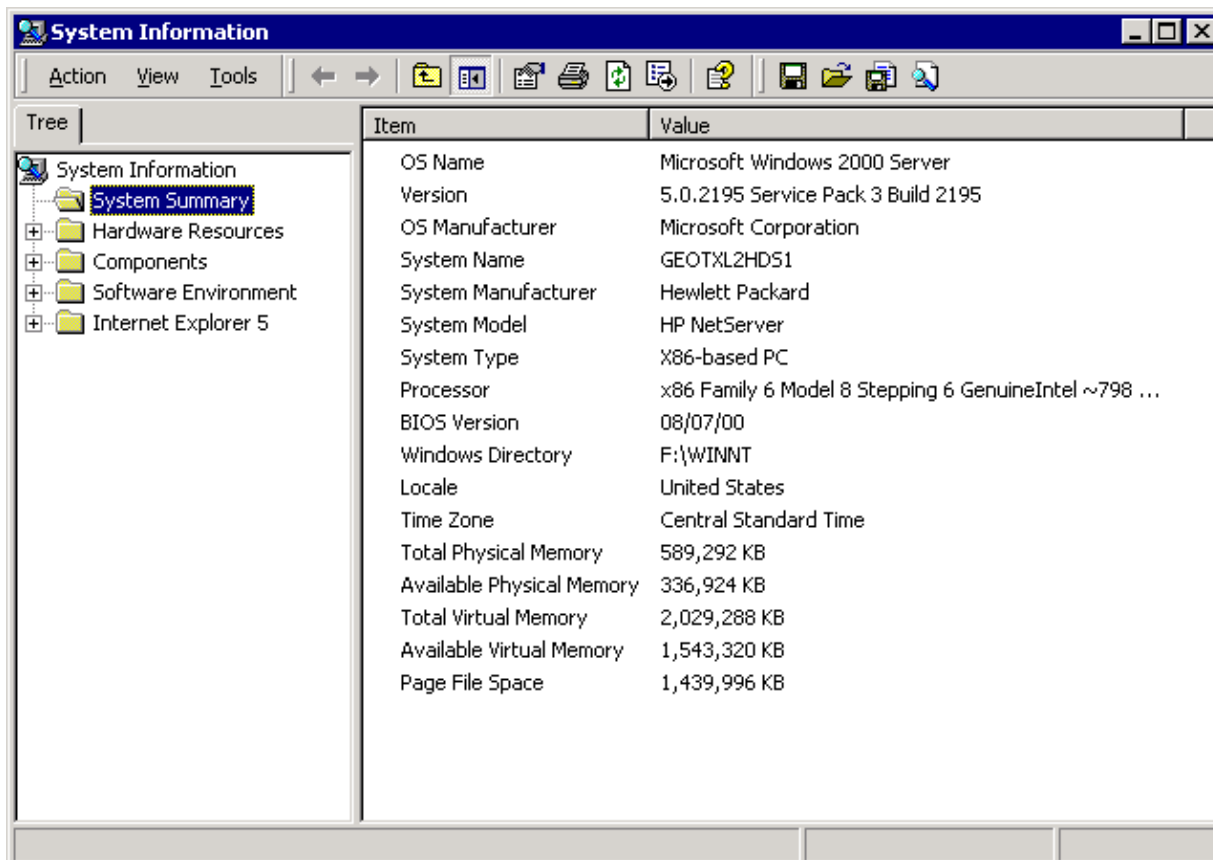 System Information
Action View Tools
Tree
System Information
System Summary
Hardware Resources
Components
Software Environment
Internet Explorer 5
Item Value
OS Name Microsoft Windows 2000 Server
Version 5.0.2195 Service Pack 3 Build 2195
OS Manufacturer Microsoft Corporation
System Name GEOTXL2HDS1
System Manufacturer Hewlett Packard
System Model HP NetServer
System Type X86-based PC
Processor x86 Family 6 Model 8 Stepping 6 GenuineIntel ~798 ...
BIOS Version 08/07/00
Windows Directory F:\WINNT
Locale United States
Time Zone Central Standard Time
Total Physical Memory 589,292 KB
Available Physical Memory 336,924 KB
Total Virtual Memory 2,029,288 KB
Available Virtual Memory 1,543,320 KB
Page File Space 1,439,996 KB